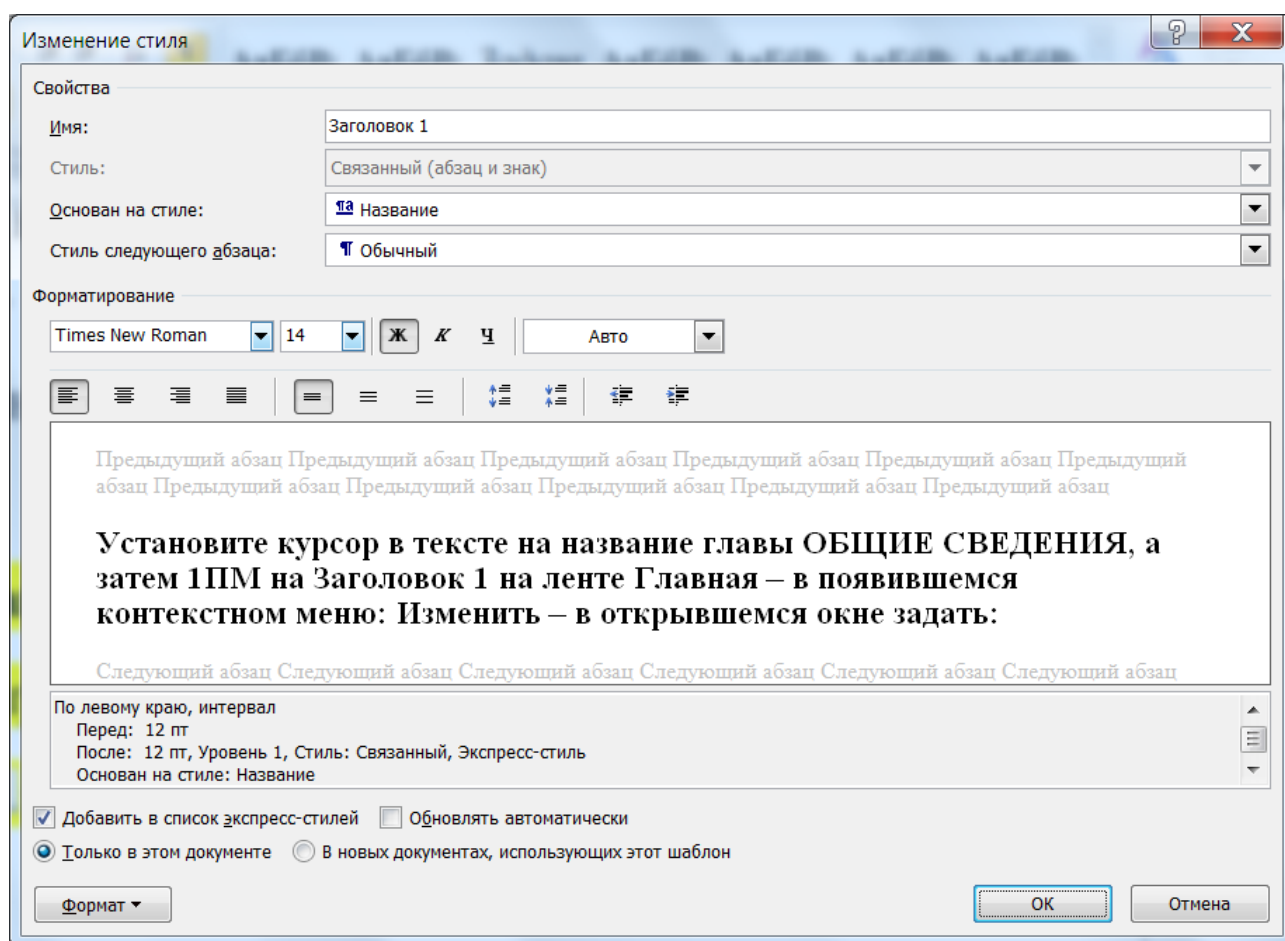 Изменение стиля
Свойства
Имя:
Заголовок 1
Стиль:
Связанный (абзац и знак)
Основан на стиле:
Название
Стиль следующего абзаца:
Обычный
Форматирование
Times New Roman 14 Ж К Ч Авто
Предыдущий абзац Предыдущий абзац Предыдущий абзац Предыдущий абзац Предыдущий абзац Предыдущий
абзац Предыдущий абзац Предыдущий абзац Предыдущий абзац Предыдущий абзац Предыдущий абзац
Установите курсор в тексте на название главы ОБЩИЕ СВЕДЕНИЯ, а
затем 1ПМ на Заголовок 1 на ленте Главная – в появившемся
контекстном меню: Изменить – в открывшемся окне задать:
Следующий абзац Следующий абзац Следующий абзац Следующий абзац Следующий абзац Следующий абзац
По левому краю, интервал
Перед: 12 пт
После: 12 пт, Уровень 1, Стиль: Связанный, Экспресс-стиль
Основан на стиле: Название
Добавить в список экспресс-стилей Обновлять автоматически
Только в этом документе В новых документах, использующих этот шаблон
Формат
ОК
Отмена